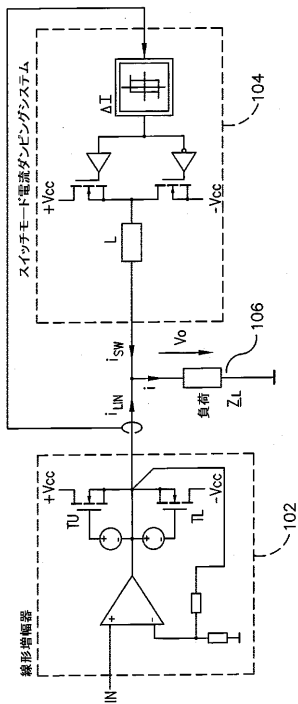 スイッチモード電流ダンピングシステム
ΔI
+Vcc
-Vcc
L
104
iSW
iLIN
i
Vo
負荷
ZL
106
線形増幅器
+Vcc
TU
TL
-Vcc
IN
+
-
102